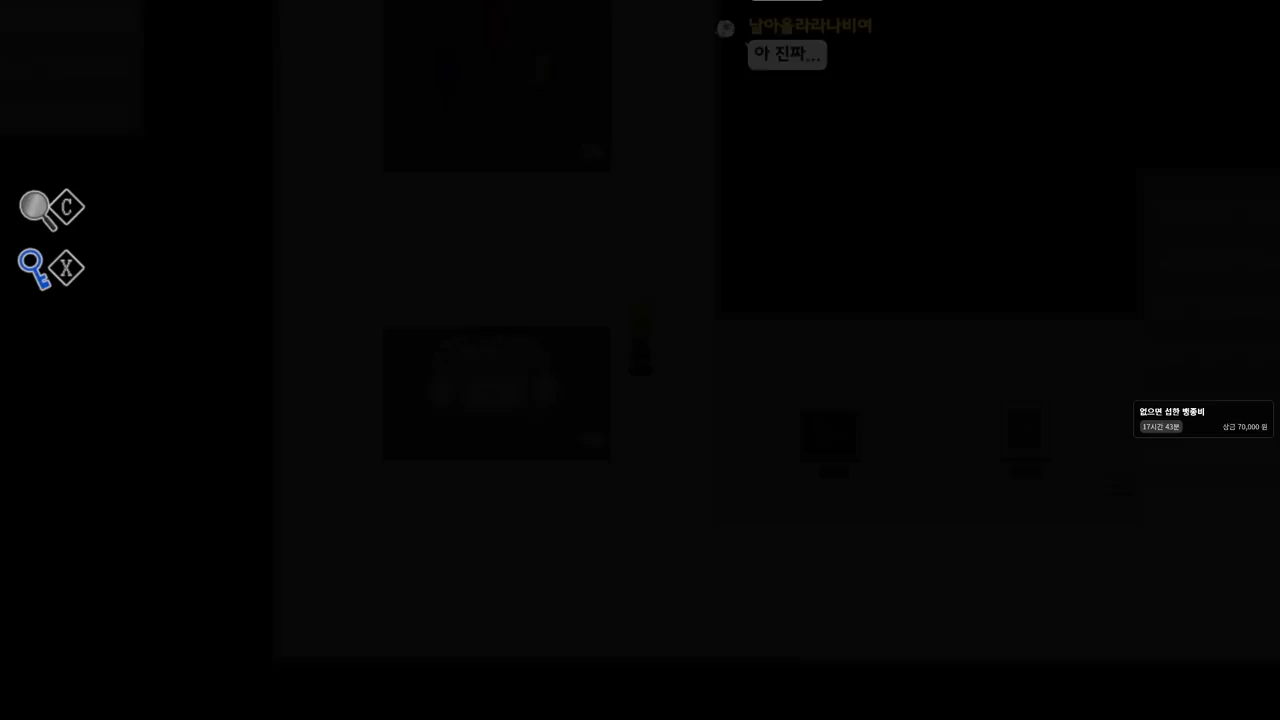 날아올라라나비여
아 진짜...
C
X
없으면 섭한 뱅종비
17시간 43분
상금 70,000 원